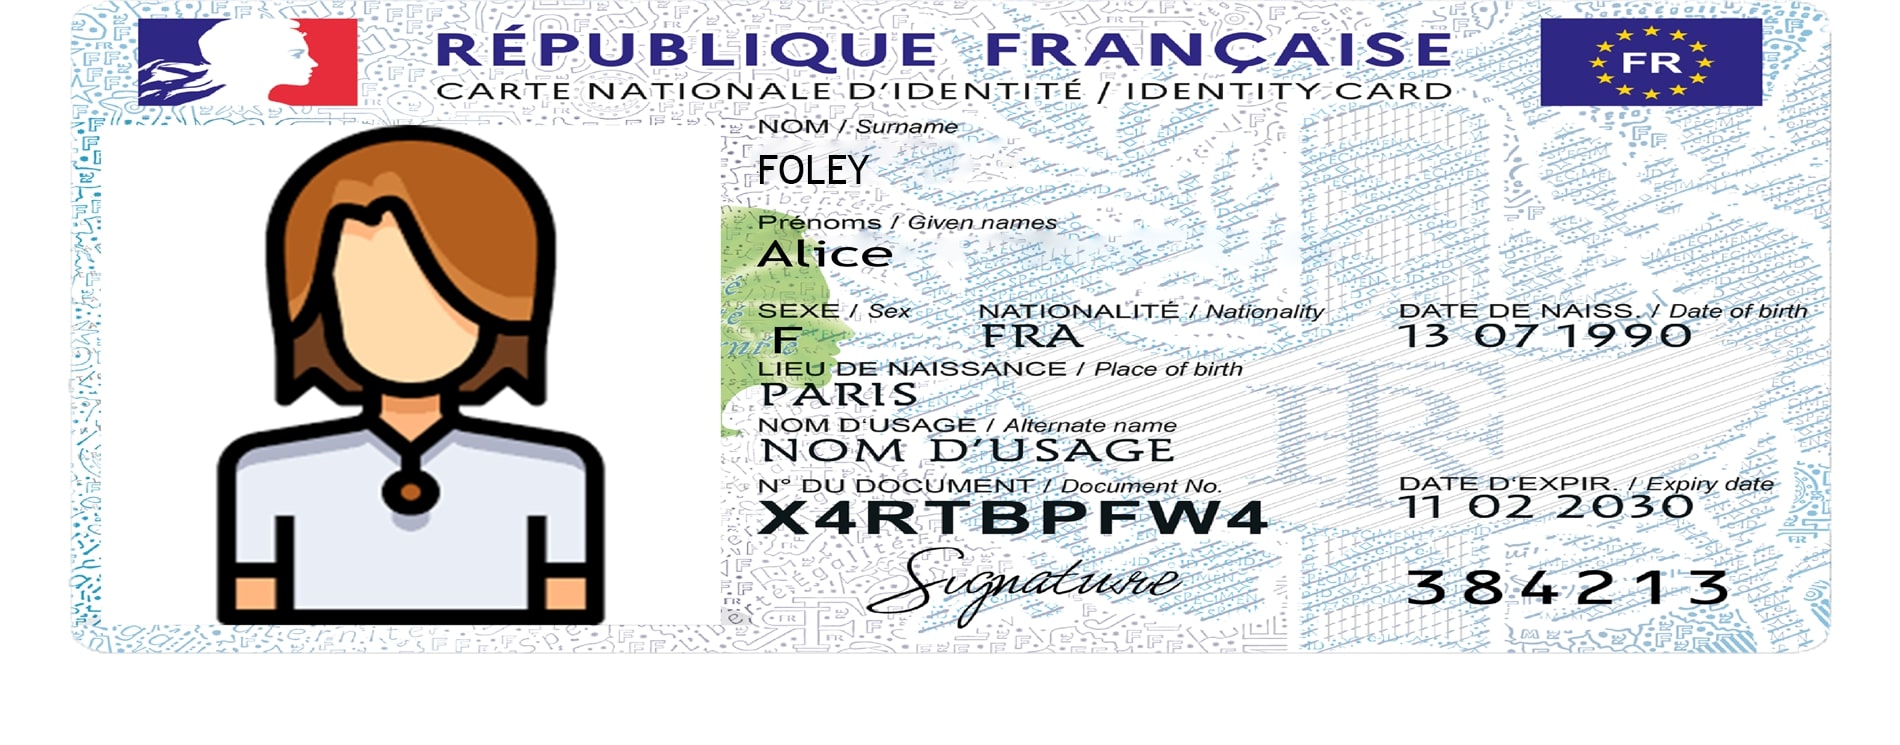 RÉPUBLIQUE FRANÇAISE
FR
CARTE NATIONALE D'IDENTITÉ / IDENTITY CARD
NOM / Surname
FOLEY
Prénoms / Given names
Alice
SEXE / Sex NATIONALITÉ / Nationality DATE DE NAISS. / Date of birth
F FRA 13 07 1990
LIEU DE NAISSANCE / Place of birth
PARIS
NOM D'USAGE / Alternate name
NOM D'USAGE
N° DU DOCUMENT / Document No. DATE D'EXPIR. / Expiry date
X4RTBPFW4 11 02 2030
Signature 384213
RF